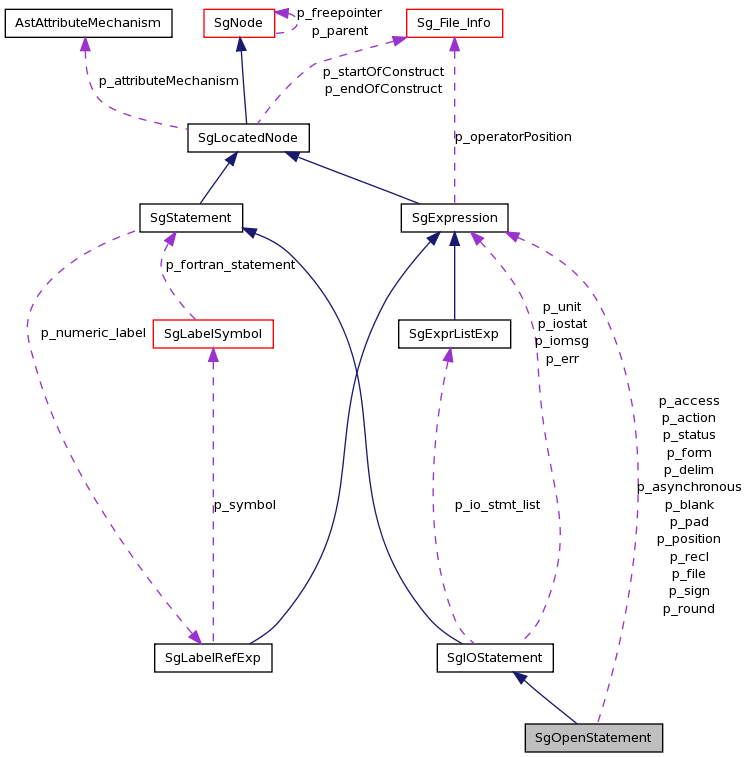 AstAttributeMechanism
SgNode
p_freepointer
p_parent
Sg_File_Info
p_attributeMechanism
p_startOfConstruct
p_endOfConstruct
SgLocatedNode
p_operatorPosition
SgStatement
SgExpression
p_fortran_statement
p_numeric_label
SgLabelSymbol
SgExprListExp
p_unit
p_iostat
p_iomsg
p_err
p_access
p_action
p_status
p_form
p_delim
p_asynchronous
p_blank
p_pad
p_position
p_recl
p_file
p_sign
p_round
p_symbol
p_io_stmt_list
SgLabelRefExp
SgIOStatement
SgOpenStatement